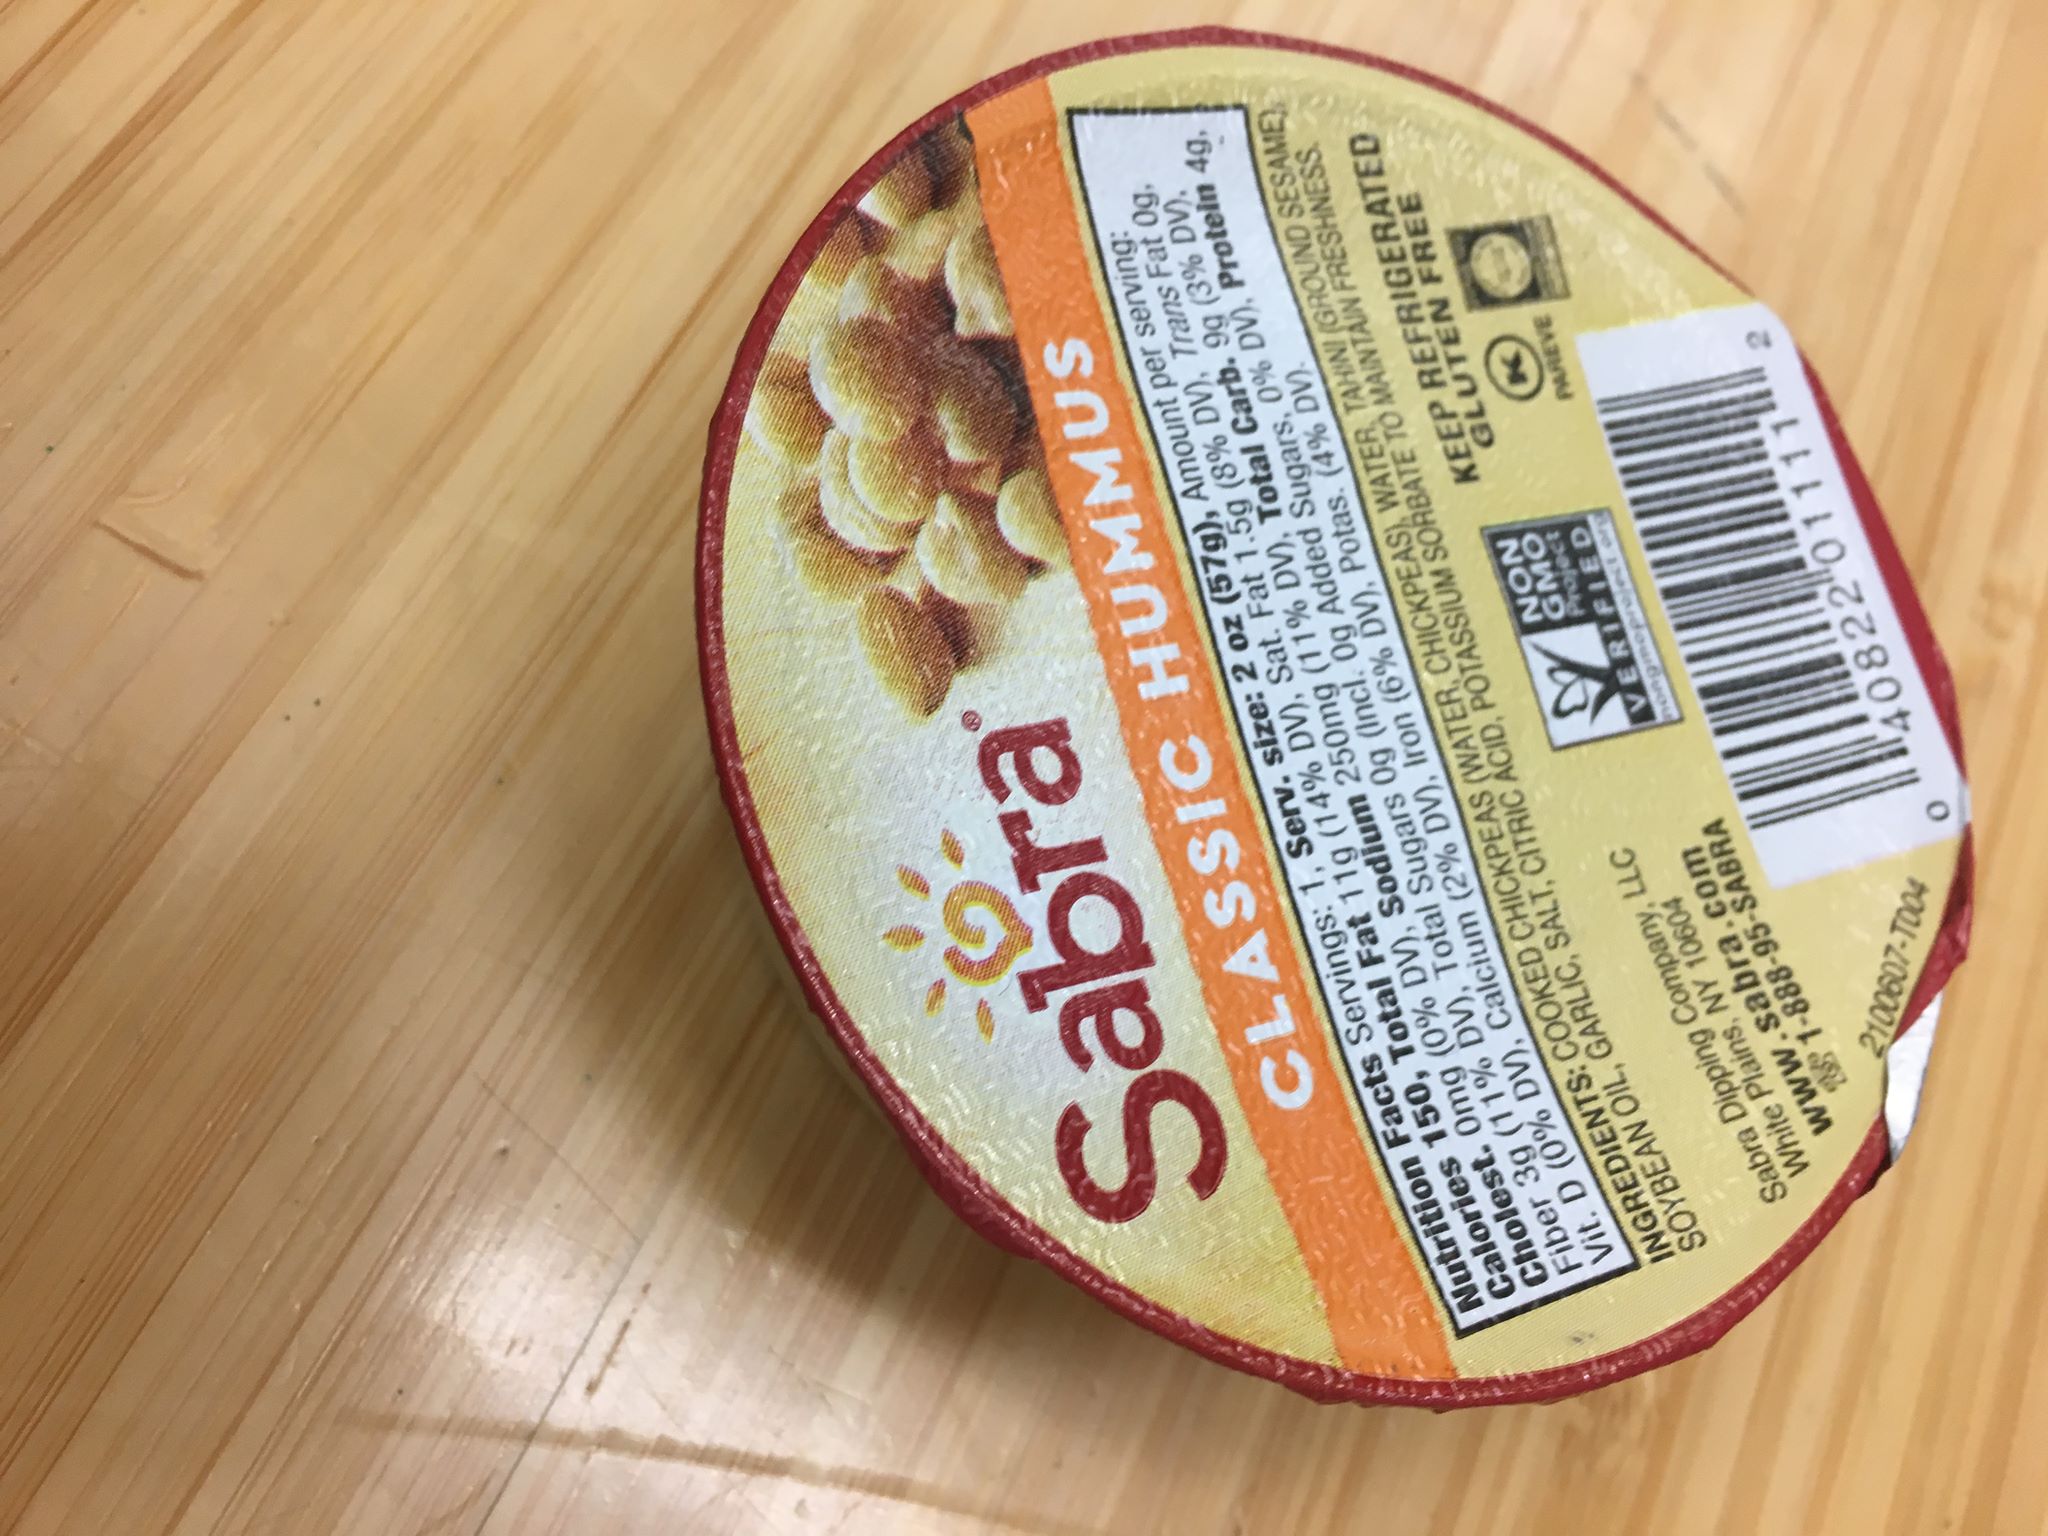 Sabra®
CLASSIC HUMMUS
Nutrition Facts Servings: 1, Serv. size: 2 oz (57g), Amount per serving:
Calories 150, Total Fat 11g (14% DV), Sat. Fat 1.5g (8% DV), Trans Fat 0g,
Cholest. 0mg (0% DV), Sodium 250mg (11% DV), Total Carb. 9g (3% DV),
Fiber 3g (11% DV), Total Sugars 0g (Incl. 0g Added Sugars, 0% DV), Protein 4g,
Vit. D (0% DV), Calcium (2% DV), Iron (6% DV), Potas. (4% DV).
INGREDIENTS: COOKED CHICKPEAS (WATER, CHICKPEAS), WATER, TAHINI (GROUND SESAME),
SOYBEAN OIL, GARLIC, SALT, CITRIC ACID, POTASSIUM SORBATE TO MAINTAIN FRESHNESS.
KEEP REFRIGERATED
GLUTEN FREE
Sabra Dipping Company, LLC
White Plains, NY 10604
www.sabra.com
1-888-95-SABRA
NON
GMO
Project
VERIFIED
nongmoproject.org
K
PAREVE
0 40822 01111 2
21006607-T004